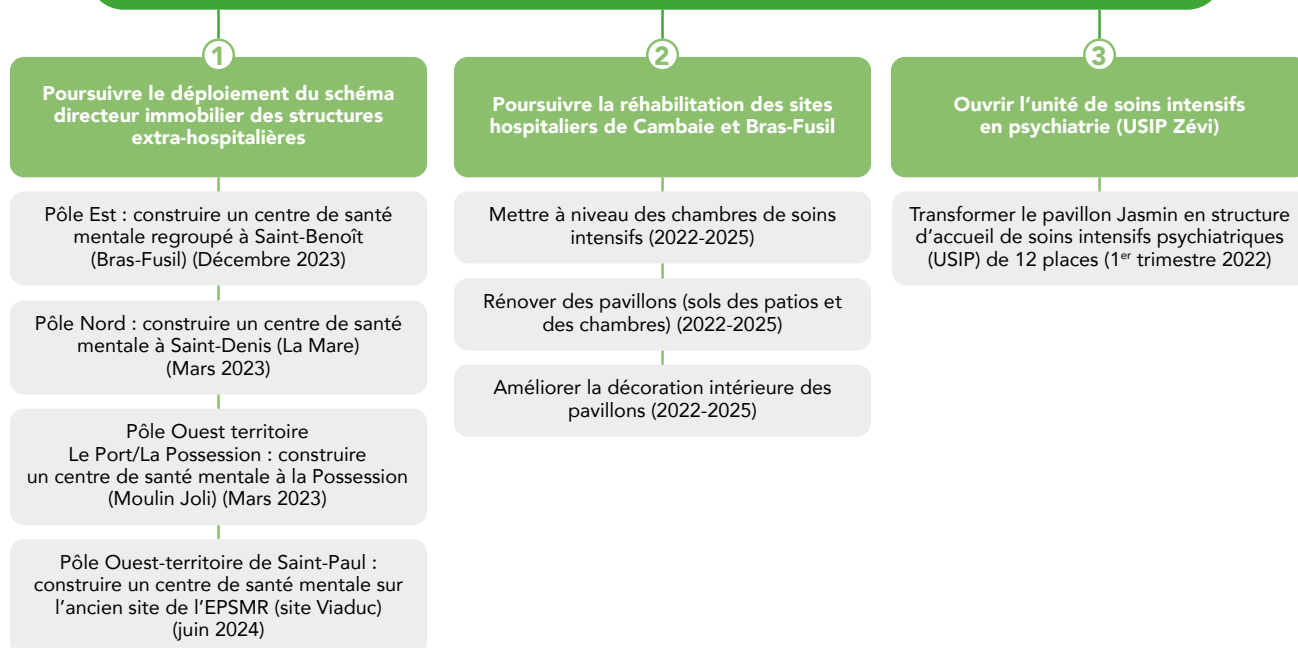 1
Poursuivre le déploiement du schéma
directeur immobilier des structures
extra-hospitalières
Pôle Est : construire un centre de santé
mentale regroupé à Saint-Benoît
(Bras-Fusil) (Décembre 2023)
Pôle Nord : construire un centre de santé
mentale à Saint-Denis (La Mare)
(Mars 2023)
Pôle Ouest territoire
Le Port/La Possession : construire
un centre de santé mentale à la Possession
(Moulin Joli) (Mars 2023)
Pôle Ouest-territoire de Saint-Paul :
construire un centre de santé mentale sur
l'ancien site de l'EPSMR (site Viaduc)
(juin 2024)
2
Poursuivre la réhabilitation des sites
hospitaliers de Cambaie et Bras-Fusil
Mettre à niveau des chambres de soins
intensifs (2022-2025)
Rénover des pavillons (sols des patios et
des chambres) (2022-2025)
Améliorer la décoration intérieure des
pavillons (2022-2025)
3
Ouvrir l'unité de soins intensifs
en psychiatrie (USIP Zévi)
Transformer le pavillon Jasmin en structure
d'accueil de soins intensifs psychiatriques
(USIP) de 12 places (1er trimestre 2022)